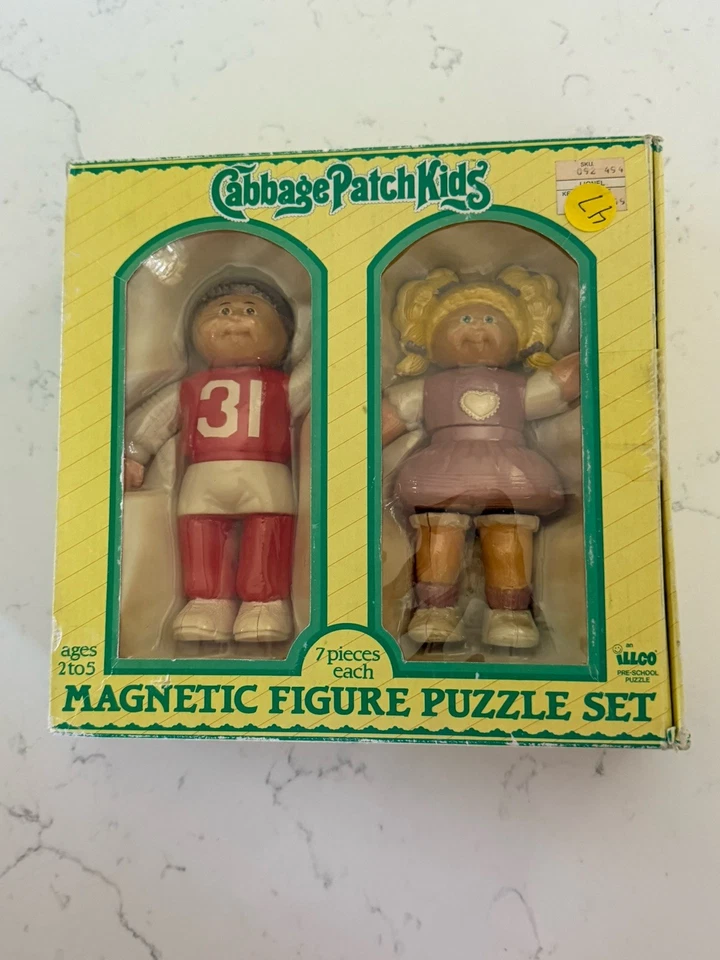 Cabbage Patch Kids
SKU
092 454
LIONEL
31
ages
2 to 5
7 pieces
each
an
illco
PRE-SCHOOL
PUZZLE
MAGNETIC FIGURE PUZZLE SET